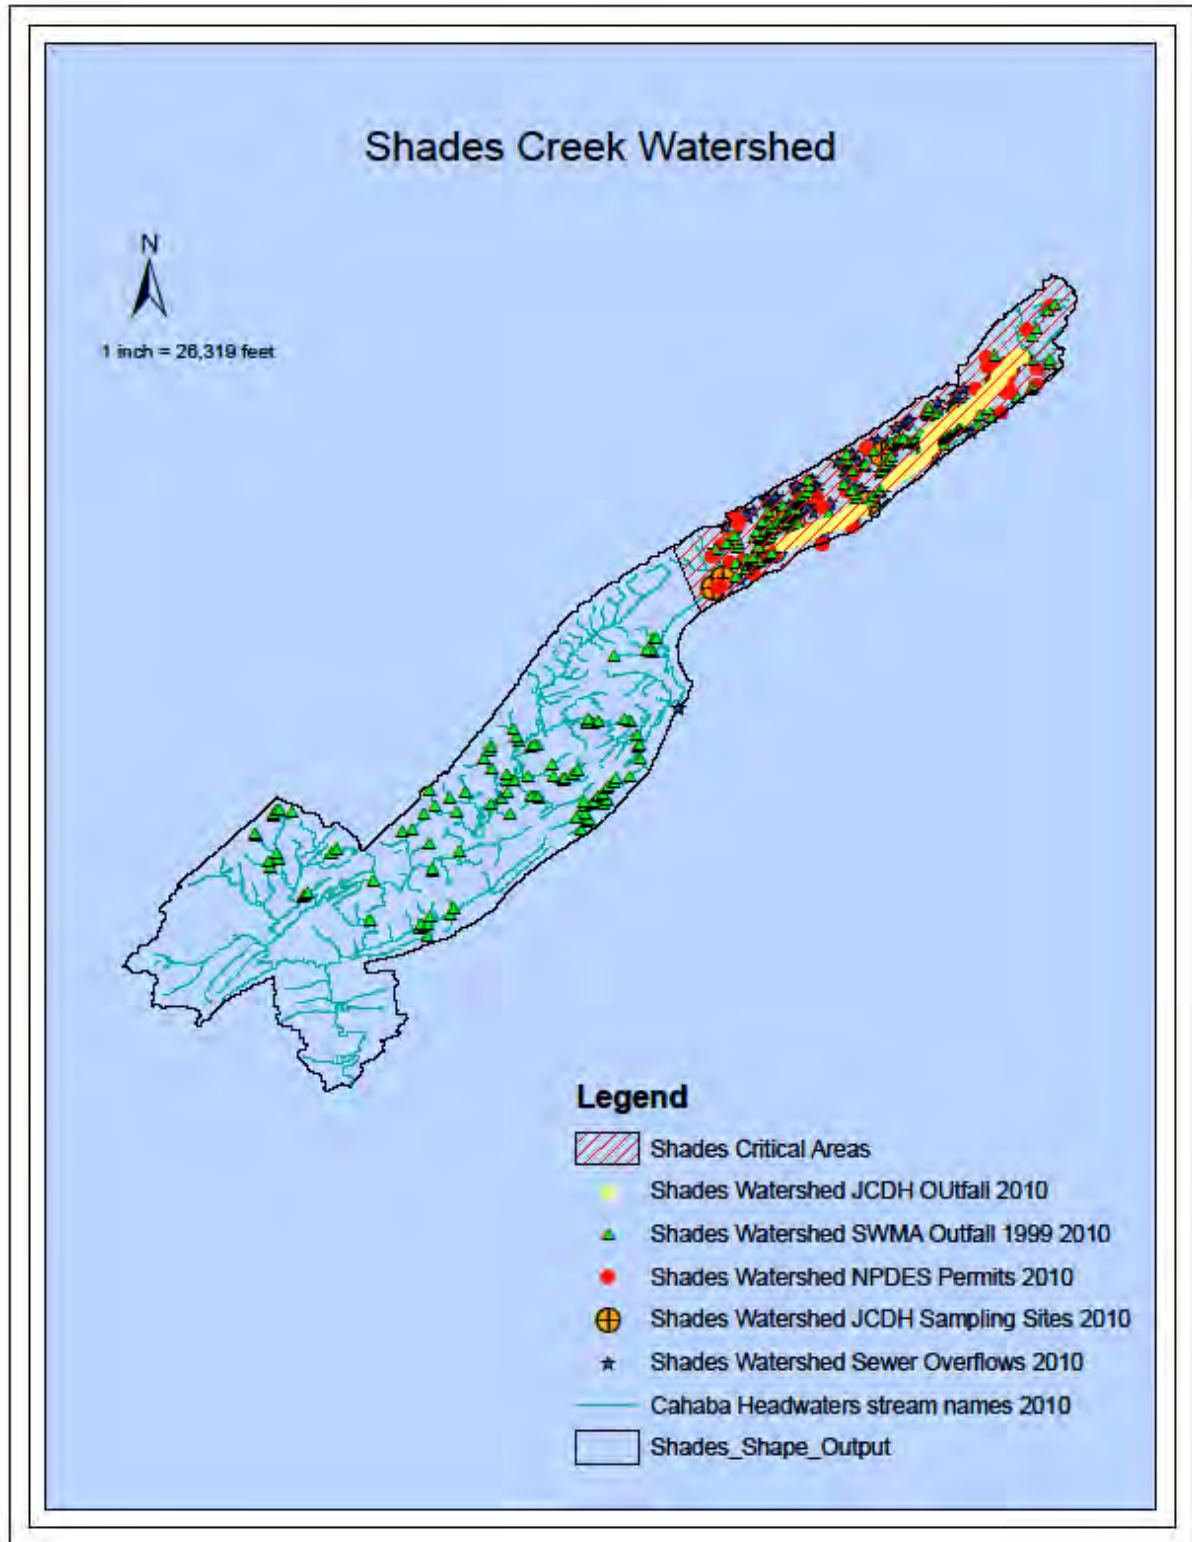 Shades Creek Watershed
N
1 inch = 26,319 feet
Legend
Shades Critical Areas
Shades Watershed JCDH OUtfall 2010
Shades Watershed SWMA Outfall 1999 2010
Shades Watershed NPDES Permits 2010
Shades Watershed JCDH Sampling Sites 2010
Shades Watershed Sewer Overflows 2010
Cahaba Headwaters stream names 2010
Shades_Shape_Output